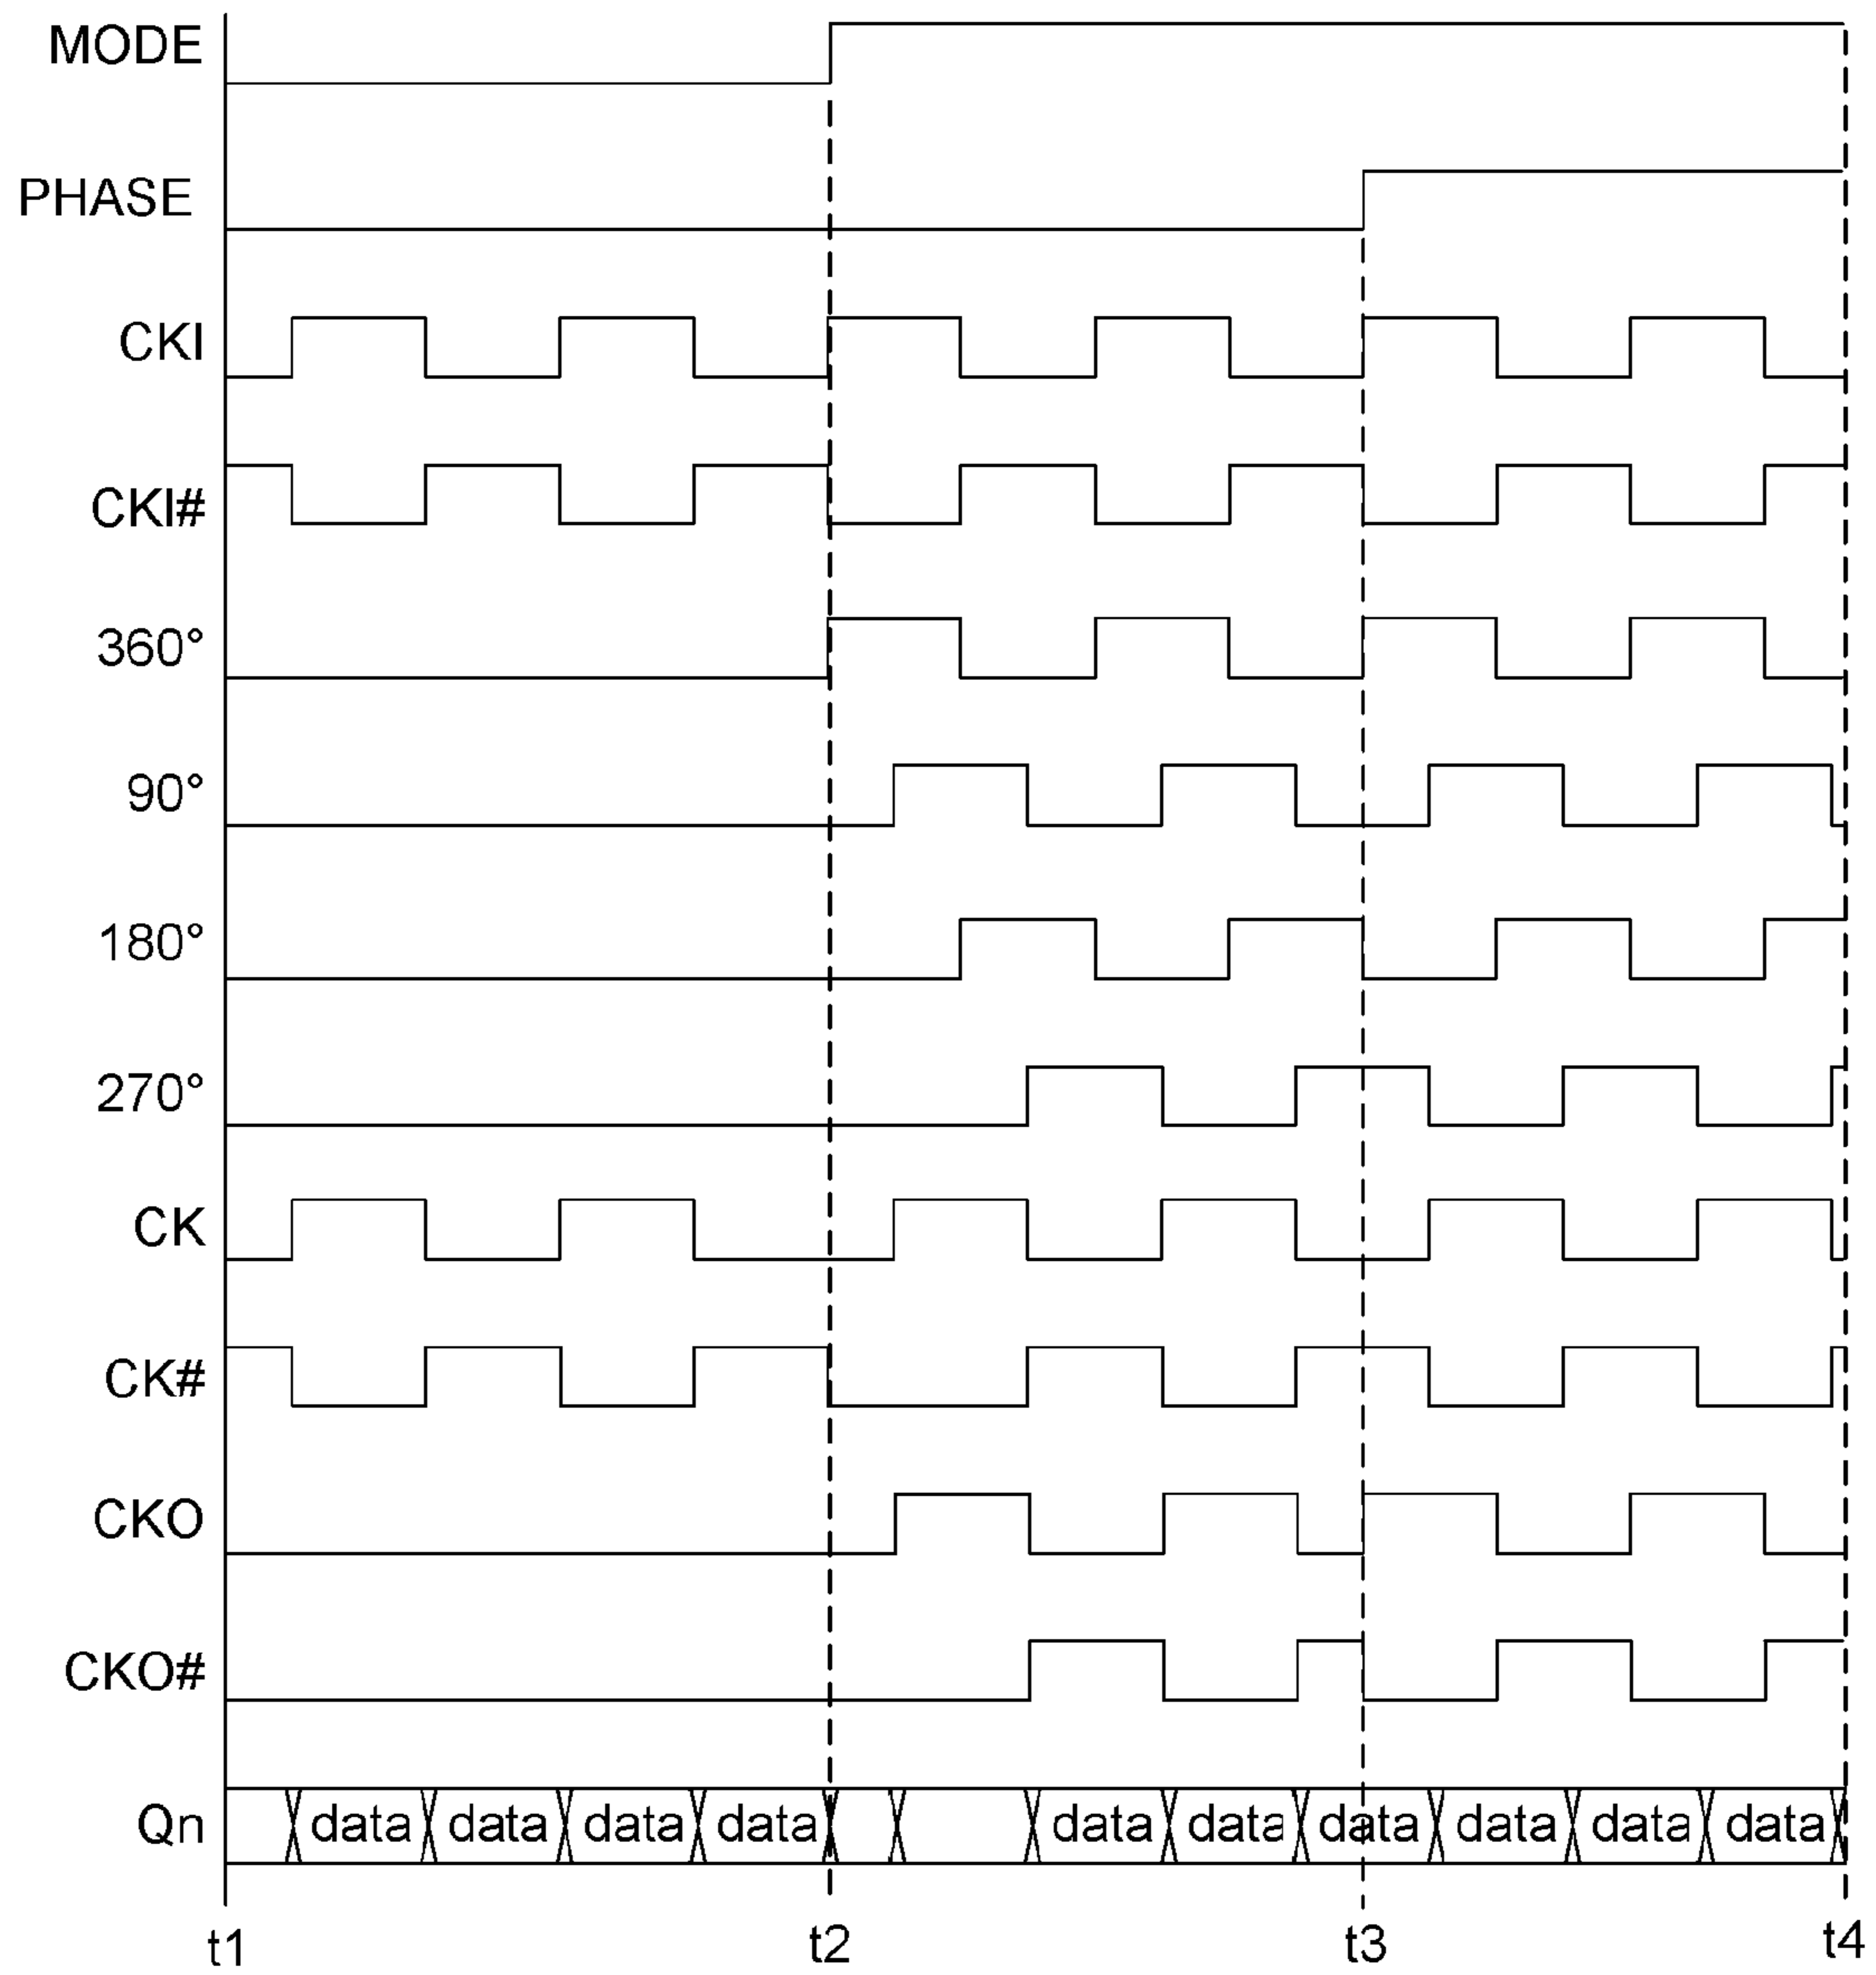 MODE
PHASE
CKI
CKI#
360°
90°
180°
270°
CK
CK#
CKO
CKO#
Qn data data data data data data data data data data
t1 t2 t3 t4